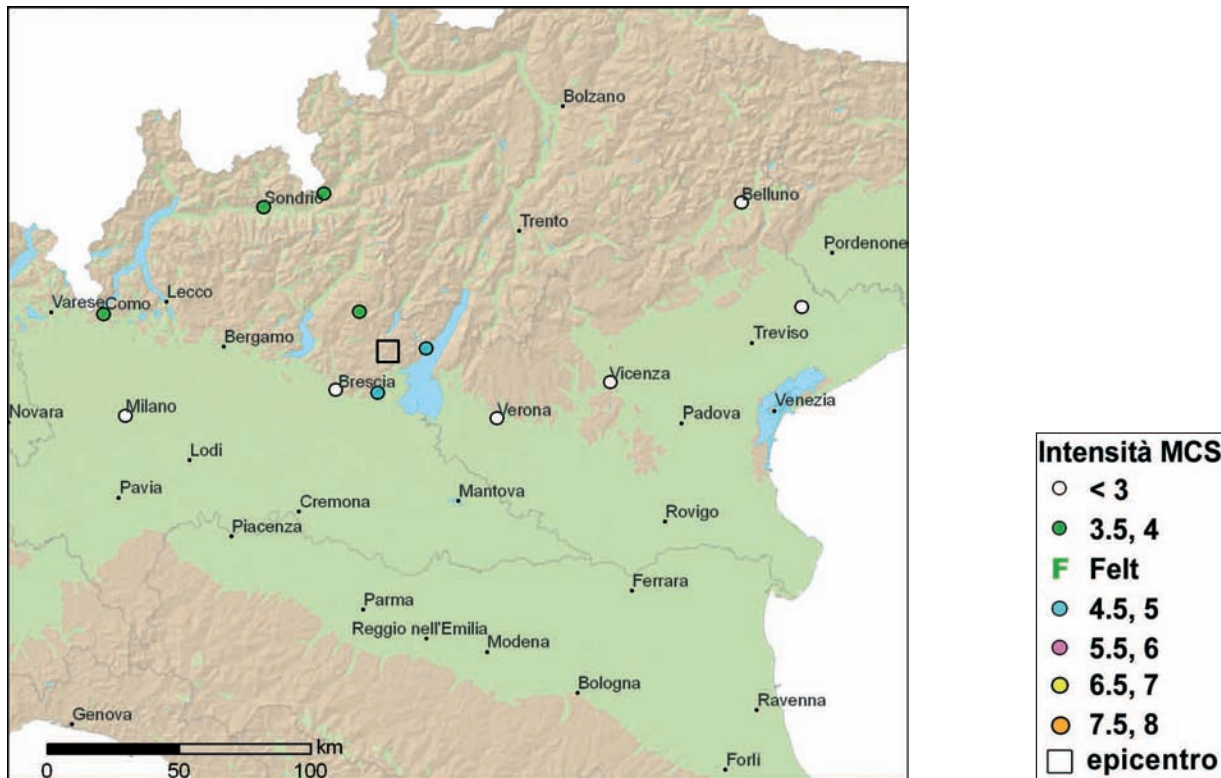 Bolzano
Sondrio
Belluno
Trento
Pordenone
Varese
Como
Lecco
Treviso
Bergamo
Vicenza
Brescia
Venezia
Novara
Milano
Verona
Padova
Lodi
Pavia
Mantova
Cremona
Rovigo
Piacenza
Ferrara
Parma
Reggio nell'Emilia
Modena
Bologna
Ravenna
Genova
km
0 50 100
Forlì
Intensità MCS
< 3
3.5, 4
F Felt
4.5, 5
5.5, 6
6.5, 7
7.5, 8
epicentro